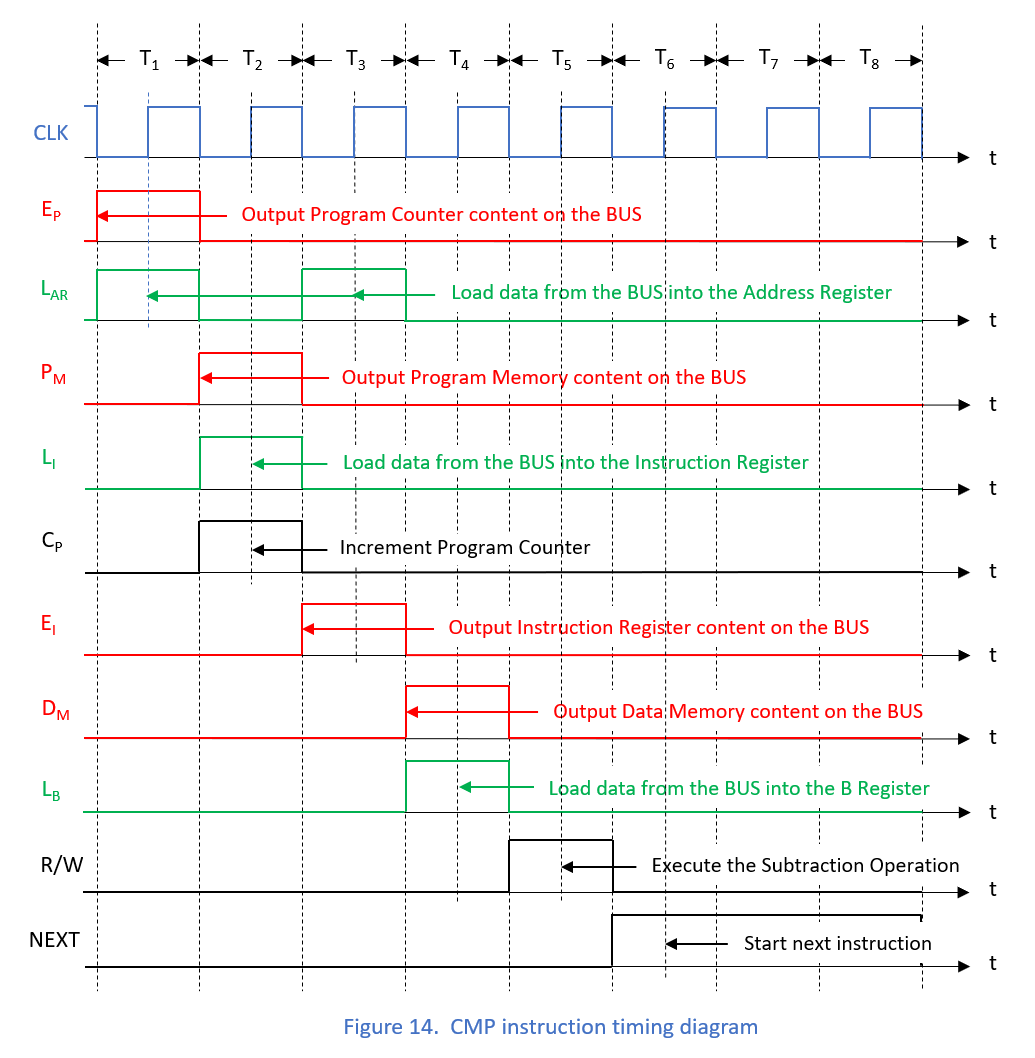 T1 T2 T3 T4 T5 T6 T7 T8
CLK t
EP Output Program Counter content on the BUS t
LAR Load data from the BUS into the Address Register t
PM Output Program Memory content on the BUS t
LI Load data from the BUS into the Instruction Register t
CP Increment Program Counter t
EI Output Instruction Register content on the BUS t
DM Output Data Memory content on the BUS t
LB Load data from the BUS into the B Register t
R/W Execute the Subtraction Operation t
NEXT Start next instruction t
Figure 14. CMP instruction timing diagram